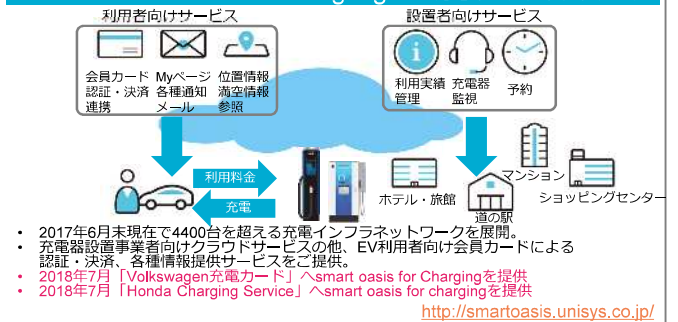 利用者向けサービス
設置者向けサービス
会員カード
認証・決済
連携
Myページ
各種通知
メール
位置情報
満空情報
参照
利用実績
管理
充電器
監視
予約
利用料金
充電
ホテル・旅館
マンション
道の駅
ショッピングセンター
• 2017年6月末現在で4400台を超える充電インフラネットワークを展開。
• 充電器設置事業者向けクラウドサービスの他、EV利用者向け会員カードによる
認証・決済、各種情報提供サービスをご提供。
• 2018年7月「Volkswagen充電カード」へsmart oasis for Chargingを提供
• 2018年7月「Honda Charging Service」へsmart oasis for chargingを提供
http://smartoasis.unisys.co.jp/